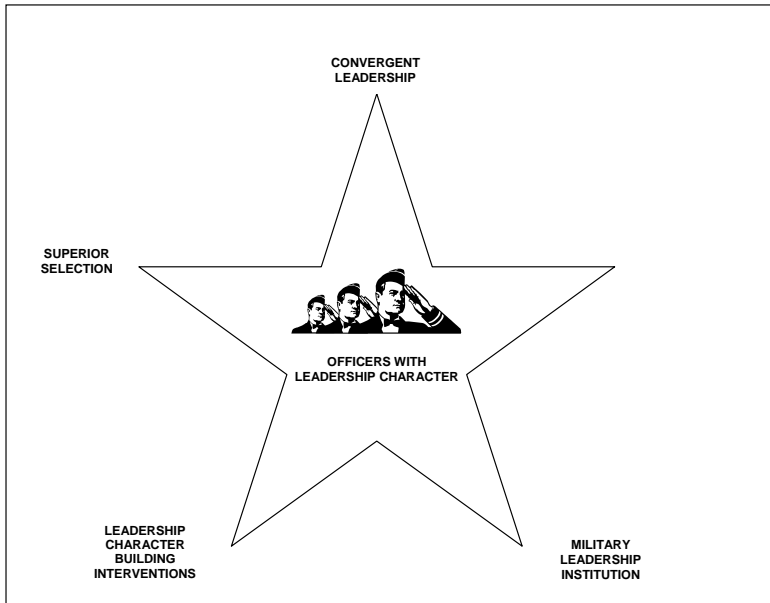 CONVERGENT
LEADERSHIP
SUPERIOR
SELECTION
OFFICERS WITH
LEADERSHIP CHARACTER
LEADERSHIP
CHARACTER
BUILDING
INTERVENTIONS
MILITARY
LEADERSHIP
INSTITUTION